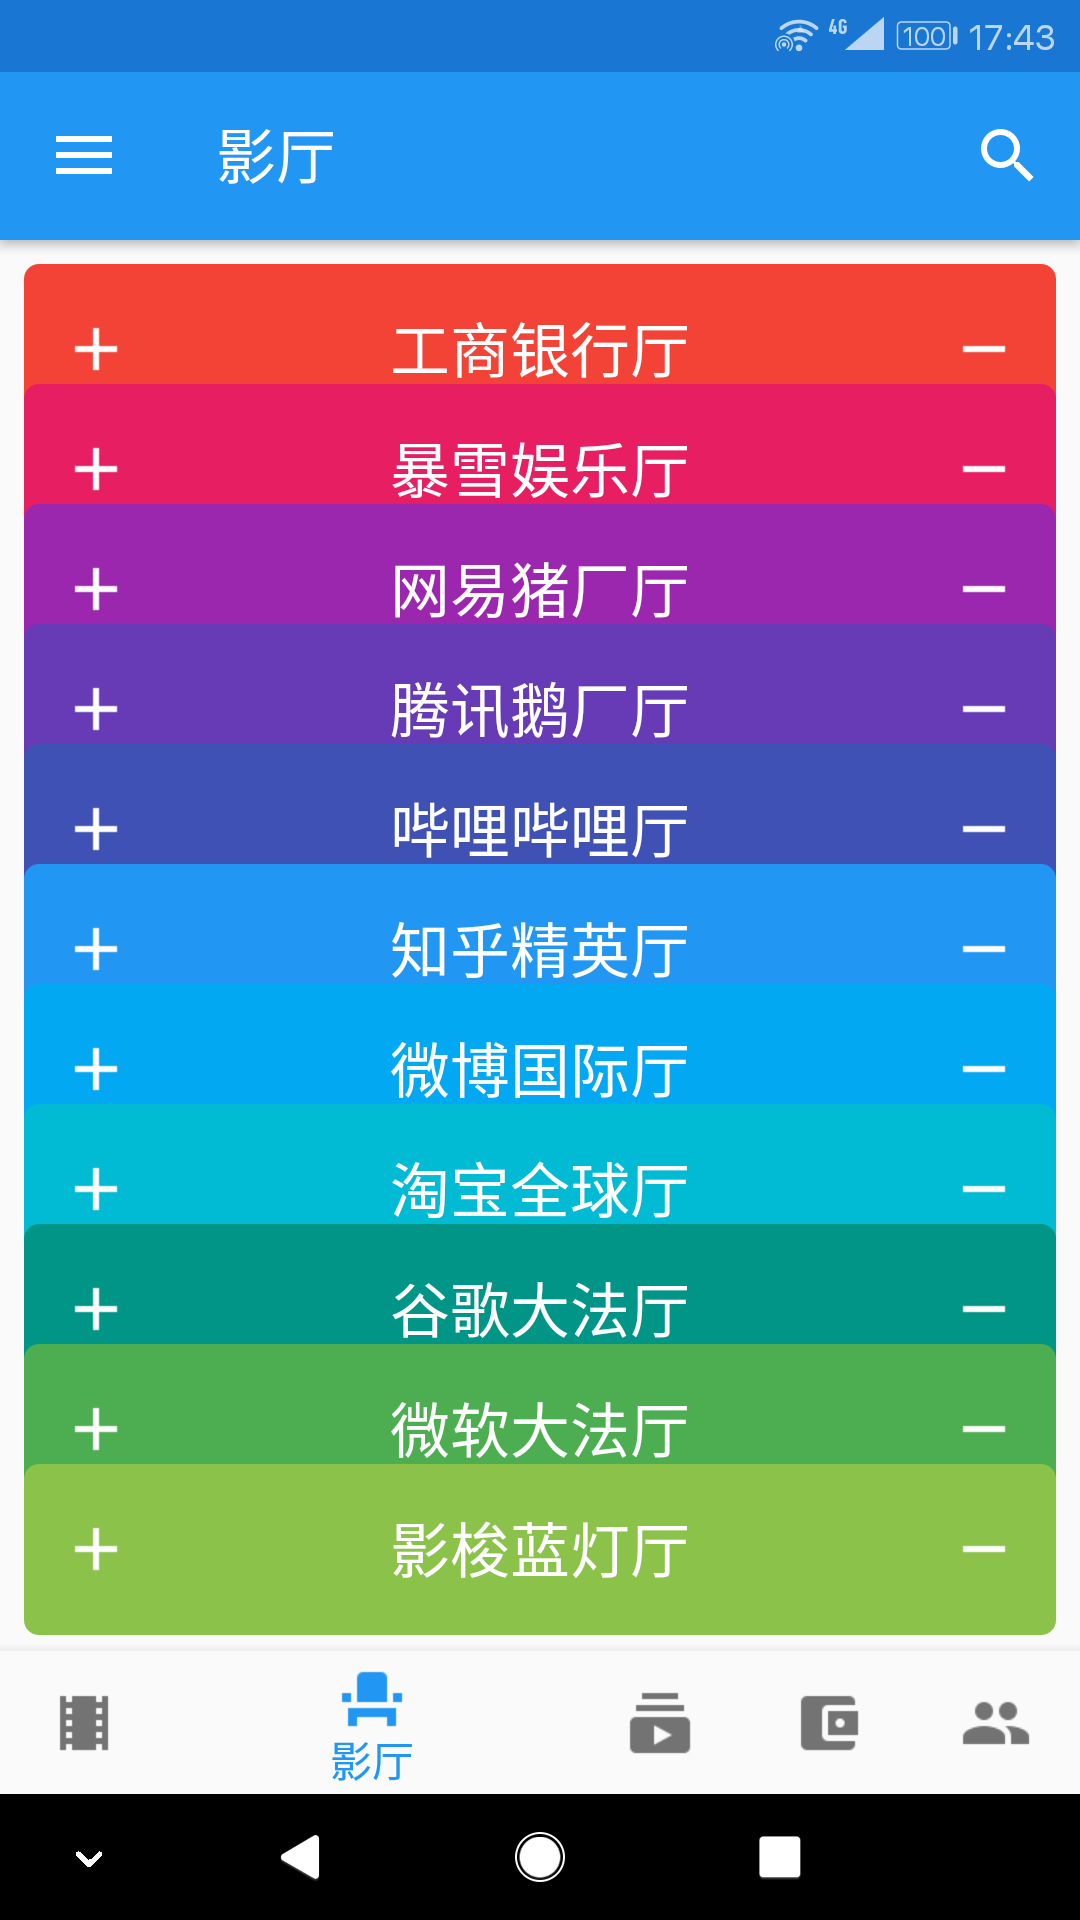 4G 100 17:43
影厅
工商银行厅
暴雪娱乐厅
网易猪厂厅
腾讯鹅厂厅
哔哩哔哩厅
知乎精英厅
微博国际厅
淘宝全球厅
谷歌大法厅
微软大法厅
影梭蓝灯厅
影厅